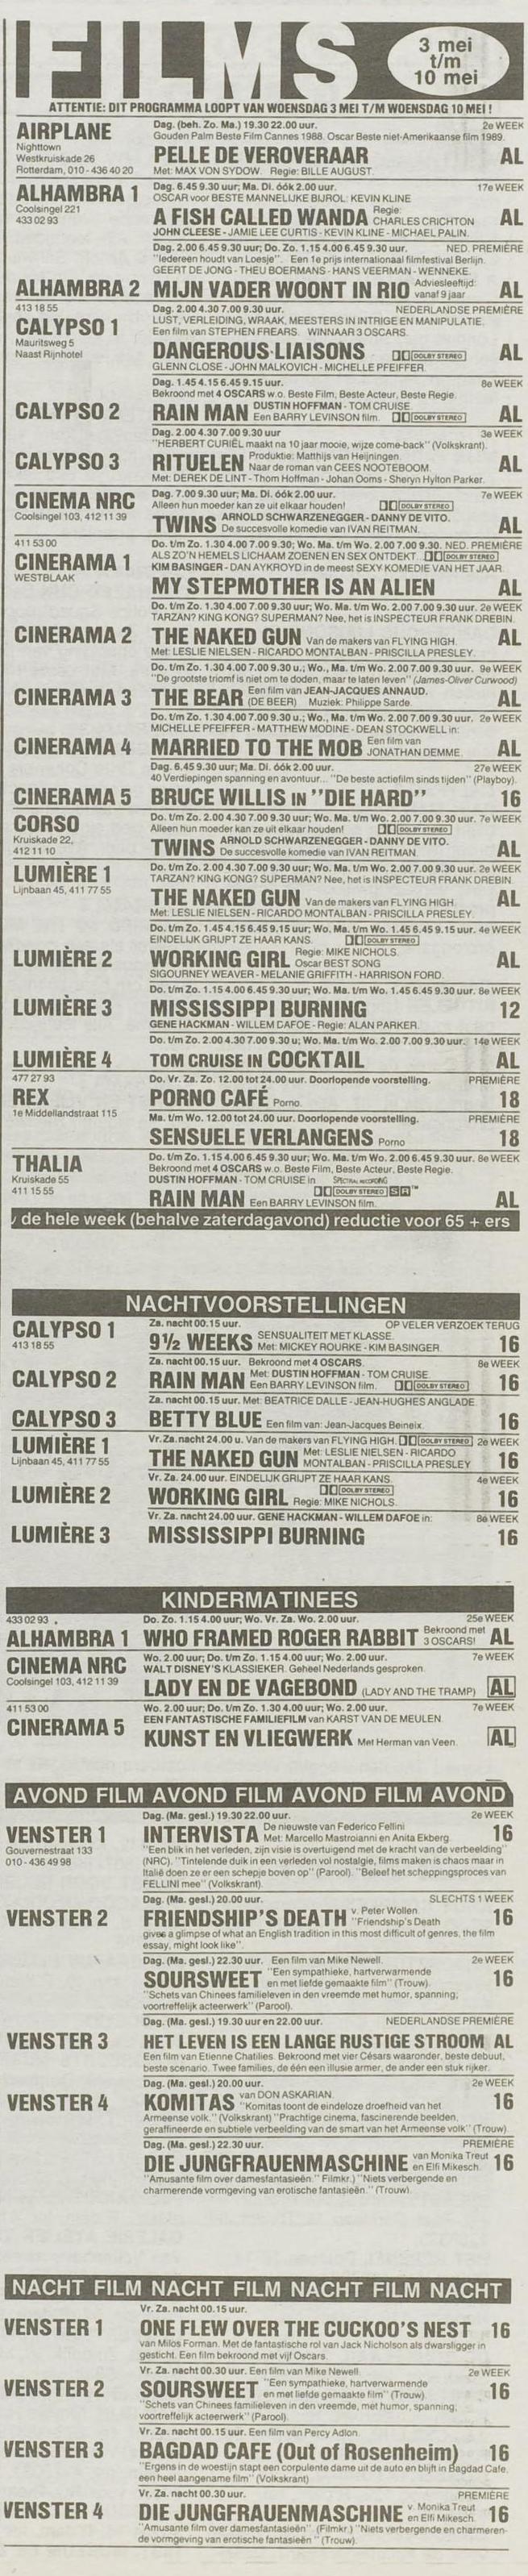 FILMS
3 mei
t/m
10 mei
ATTENTIE: DIT PROGRAMMA LOOPT VAN WOENSDAG 3 MEI T/M WOENSDAG 10 MEI!
AIRPLANE
Nighttown
Westkruiskade 26
Rotterdam, 010-436 40 20
Dag. (beh. Zo. Ma.) 19.30 22.00 uur. 2e WEEK
Gouden Palm Beste Film Cannes 1988. Oscar Beste niet-Amerikaanse film 1989.
PELLE DE VEROVERAAR AL
Met: MAX VON SYDOW. Regie: BILLE AUGUST.
ALHAMBRA 1
Coolsingel 221
433 02 93
Dag. 6.45 9.30 uur; Ma. Di. óók 2.00 uur. 17e WEEK
OSCAR voor BESTE MANNELIJKE BIJROL: KEVIN KLINE
A FISH CALLED WANDA Regie: CHARLES CRICHTON AL
JOHN CLEESE - JAMIE LEE CURTIS - KEVIN KLINE - MICHAEL PALIN.
Dag. 2.00 6.45 9.30 uur; Do. Zo. 1.15 4.00 6.45 9.30 uur. NED. PREMIÈRE
"Iedereen houdt van Loesje". Een 1e prijs internationaal filmfestival Berlijn.
GEERT DE JONG - THEU BOERMANS - HANS VEERMAN - WENNEKE.
ALHAMBRA 2 MIJN VADER WOONT IN RIO Adviesleeftijd: vanaf 9 jaar AL
413 18 55
CALYPSO 1
Mauritsweg 5
Naast Rijnhotel
Dag. 2.00 4.30 7.00 9.30 uur. NEDERLANDSE PREMIÈRE
LUST, VERLEIDING, WRAAK, MEESTERS IN INTRIGE EN MANIPULATIE.
Een film van STEPHEN FREARS. WINNAAR 3 OSCARS.
DANGEROUS LIAISONS DOLBY STEREO AL
GLENN CLOSE - JOHN MALKOVICH - MICHELLE PFEIFFER.
Dag. 1.45 4.15 6.45 9.15 uur. 8e WEEK
Bekroond met 4 OSCARS w.o. Beste Film, Beste Acteur, Beste Regie.
CALYPSO 2 RAIN MAN DUSTIN HOFFMAN - TOM CRUISE. Een BARRY LEVINSON film. DOLBY STEREO AL
Dag. 2.00 4.30 7.00 9.30 uur 3e WEEK
"HERBERT CURIËL maakt na 10 jaar mooie, wijze come-back" (Volkskrant).
CALYPSO 3 RITUELEN Produktie: Matthijs van Heijningen. Naar de roman van CEES NOOTEBOOM. AL
Met: DEREK DE LINT - Thom Hoffman - Johan Ooms - Sheryn Hylton Parker.
CINEMA NRC
Coolsingel 103, 412 11 39
Dag. 7.00 9.30 uur; Ma. Di. óók 2.00 uur. 7e WEEK
Alleen hun moeder kan ze uit elkaar houden! DOLBY STEREO
TWINS ARNOLD SCHWARZENEGGER - DANNY DE VITO. De succesvolle komedie van IVAN REITMAN. AL
411 53 00
CINERAMA 1
WESTBLAAK
Do. t/m Zo. 1.30 4.00 7.00 9.30; Wo. Ma. t/m Wo. 2.00 7.00 9.30. NED. PREMIÈRE
ALS ZO'N HEMELS LICHAAM ZOENEN EN SEX ONTDEKT. DOLBY STEREO
KIM BASINGER - DAN AYKROYD in de meest SEXY KOMEDIE VAN HET JAAR.
MY STEPMOTHER IS AN ALIEN AL
Do. t/m Zo. 1.30 4.00 7.00 9.30 uur; Wo. Ma. t/m Wo. 2.00 7.00 9.30 uur. 2e WEEK
TARZAN? KING KONG? SUPERMAN? Nee, het is INSPECTEUR FRANK DREBIN.
CINERAMA 2 THE NAKED GUN Van de makers van FLYING HIGH. AL
Met: LESLIE NIELSEN - RICARDO MONTALBAN - PRISCILLA PRESLEY.
Do. t/m Zo. 1.30 4.00 7.00 9.30 u.; Wo., Ma. t/m Wo. 2.00 7.00 9.30 uur. 9e WEEK
"De grootste triomf is niet om te doden, maar te laten leven" (James-Oliver Curwood)
CINERAMA 3 THE BEAR Een film van JEAN-JACQUES ANNAUD. (DE BEER) Muziek: Philippe Sarde. AL
Do. t/m Zo. 1.30 4.00 7.00 9.30 u.; Wo., Ma. t/m Wo. 2.00 7.00 9.30 uur. 2e WEEK
MICHELLE PFEIFFER - MATTHEW MODINE - DEAN STOCKWELL in:
CINERAMA 4 MARRIED TO THE MOB Een film van JONATHAN DEMME. AL
Dag. 6.45 9.30 uur; Ma. Di. óók 2.00 uur. 27e WEEK
40 Verdiepingen spanning en avontuur... "De beste actiefilm sinds tijden" (Playboy).
CINERAMA 5 BRUCE WILLIS IN "DIE HARD" 16
CORSO
Kruiskade 22,
412 11 10
Do. t/m Zo. 2.00 4.30 7.00 9.30 uur; Wo. Ma. t/m Wo. 2.00 7.00 9.30 uur. 7e WEEK
Alleen hun moeder kan ze uit elkaar houden! DOLBY STEREO
TWINS ARNOLD SCHWARZENEGGER - DANNY DE VITO. De succesvolle komedie van IVAN REITMAN. AL
LUMIÈRE 1
Lijnbaan 45, 411 77 55
Do. t/m Zo. 2.00 4.30 7.00 9.30 uur; Wo. Ma. t/m Wo. 2.00 7.00 9.30 uur. 2e WEEK
TARZAN? KING KONG? SUPERMAN? Nee, het is INSPECTEUR FRANK DREBIN.
THE NAKED GUN Van de makers van FLYING HIGH. AL
Met: LESLIE NIELSEN - RICARDO MONTALBAN - PRISCILLA PRESLEY.
Do. t/m Zo. 1.45 4.15 6.45 9.15 uur; Wo. Ma. t/m Wo. 1.45 6.45 9.15 uur. 4e WEEK
EINDELIJK GRIJPT ZE HAAR KANS. DOLBY STEREO
LUMIÈRE 2 WORKING GIRL Regie: MIKE NICHOLS. Oscar BEST SONG AL
SIGOURNEY WEAVER - MELANIE GRIFFITH - HARRISON FORD.
Do. t/m Zo. 1.15 4.00 6.45 9.30 uur; Wo. Ma. t/m Wo. 1.45 6.45 9.30 uur. 8e WEEK
LUMIÈRE 3 MISSISSIPPI BURNING 12
GENE HACKMAN - WILLEM DAFOE - Regie: ALAN PARKER.
Do. t/m Zo. 2.00 4.30 7.00 9.30 u; Wo. Ma. t/m Wo. 2.00 7.00 9.30 uur. 14e WEEK
LUMIÈRE 4 TOM CRUISE IN COCKTAIL AL
477 27 93
REX
1e Middellandstraat 115
Do. Vr. Za. Zo. 12.00 tot 24.00 uur. Doorlopende voorstelling. PREMIÈRE
PORNO CAFÉ Porno. 18
Ma. t/m Wo. 12.00 tot 24.00 uur. Doorlopende voorstelling. PREMIÈRE
SENSUELE VERLANGENS Porno 18
THALIA
Kruiskade 55
411 15 55
Do. t/m Zo. 1.15 4.00 6.45 9.30 uur; Wo. Ma. t/m Wo. 2.00 6.45 9.30 uur. 8e WEEK
Bekroond met 4 OSCARS w.o. Beste Film, Beste Acteur, Beste Regie.
DUSTIN HOFFMAN - TOM CRUISE in SPECTRAL RECORDING
DOLBY STEREO SR™
RAIN MAN Een BARRY LEVINSON film. AL
de hele week (behalve zaterdagavond) reductie voor 65 + ers
NACHTVOORSTELLINGEN
CALYPSO 1
413 18 55
Za. nacht 00.15 uur. OP VELER VERZOEK TERUG
9½ WEEKS SENSUALITEIT MET KLASSE. Met: MICKEY ROURKE - KIM BASINGER. 16
Za. nacht 00.15 uur. Bekroond met 4 OSCARS. 8e WEEK
CALYPSO 2 RAIN MAN Met: DUSTIN HOFFMAN - TOM CRUISE. Een BARRY LEVINSON film. DOLBY STEREO 16
Za. nacht 00.15 uur. Met: BEATRICE DALLE - JEAN-HUGHES ANGLADE.
CALYPSO 3 BETTY BLUE Een film van: Jean-Jacques Beineix. 16
LUMIÈRE 1
Lijnbaan 45, 411 77 55
Vr. Za. nacht 24.00 u. Van de makers van FLYING HIGH. DOLBY STEREO 2e WEEK
THE NAKED GUN Met: LESLIE NIELSEN - RICARDO MONTALBAN - PRISCILLA PRESLEY 16
Vr. Za. 24.00 uur. EINDELIJK GRIJPT ZE HAAR KANS. 4e WEEK
LUMIÈRE 2 WORKING GIRL DOLBY STEREO Regie: MIKE NICHOLS. 16
Vr. Za. nacht 24.00 uur. GENE HACKMAN - WILLEM DAFOE in: 8e WEEK
LUMIÈRE 3 MISSISSIPPI BURNING 16
KINDERMATINEES
433 02 93
Do. Zo. 1.15 4.00 uur; Wo. Vr. Za. Wo. 2.00 uur. 25e WEEK
ALHAMBRA 1 WHO FRAMED ROGER RABBIT Bekroond met 3 OSCARS! AL
CINEMA NRC
Coolsingel 103, 412 11 39
Wo. 2.00 uur; Do. t/m Zo. 1.15 4.00 uur; Wo. 2.00 uur. 7e WEEK
WALT DISNEY'S KLASSIEKER. Geheel Nederlands gesproken.
LADY EN DE VAGEBOND (LADY AND THE TRAMP) AL
411 53 00
CINERAMA 5
Wo. 2.00 uur; Do. t/m Zo. 1.30 4.00 uur; Wo. 2.00 uur. 7e WEEK
EEN FANTASTISCHE FAMILIEFILM van KARST VAN DE MEULEN.
KUNST EN VLIEGWERK Met Herman van Veen. AL
AVOND FILM AVOND FILM AVOND FILM AVOND
VENSTER 1
Gouvernestraat 133
010 - 436 49 98
Dag. (Ma. gesl.) 19.30 22.00 uur. 2e WEEK
INTERVISTA De nieuwste van Federico Fellini Met: Marcello Mastroianni en Anita Ekberg. 16
"Een blik in het verleden, zijn visie is overtuigend met de kracht van de verbeelding"
(NRC). "Tintelende duik in een verleden vol nostalgie, films maken is chaos maar in
Italië doen ze er een schepje boven op" (Parool). "Beleef het scheppingsproces van
FELLINI mee" (Volkskrant).
Dag. (Ma. gesl.) 20.00 uur. SLECHTS 1 WEEK
VENSTER 2 FRIENDSHIP'S DEATH v. Peter Wollen. "Friendship's Death 16
gives a glimpse of what an English tradition in this most difficult of genres, the film
essay, might look like".
Dag. (Ma. gesl.) 22.30 uur. Een film van Mike Newell. 2e WEEK
SOURSWEET "Een sympathieke, hartverwarmende en met liefde gemaakte film" (Trouw). 16
"Schets van Chinees familieleven in den vreemde met humor, spanning;
voortreffelijk acteerwerk" (Parool).
Dag. (Ma. gesl.) 19.30 uur en 22.00 uur. NEDERLANDSE PREMIÈRE
VENSTER 3 HET LEVEN IS EEN LANGE RUSTIGE STROOM AL
Een film van Etienne Chatilies. Bekroond met vier Césars waaronder, beste debuut,
beste scenario. Twee families, de één een illusie armer, de ander een stuk rijker.
Dag. (Ma. gesl.) 20.00 uur. 2e WEEK
VENSTER 4 KOMITAS van DON ASKARIAN. "Komitas toont de eindeloze droefheid van het 16
Armeense volk." (Volkskrant) "Prachtige cinema, fascinerende beelden,
geraffineerde en subtiele verbeelding van de smart van het Armeense volk" (Trouw).
Dag. (Ma. gesl.) 22.30 uur. PREMIÈRE
DIE JUNGFRAUENMASCHINE van Monika Treut en Elfi Mikesch. 16
"Amusante film over damesfantasieën." Filmkr.) "Niets verbergende en
charmerende vormgeving van erotische fantasieën." (Trouw).
NACHT FILM NACHT FILM NACHT FILM NACHT
Vr. Za. nacht 00.15 uur.
VENSTER 1 ONE FLEW OVER THE CUCKOO'S NEST 16
van Milos Forman. Met de fantastische rol van Jack Nicholson als dwarsligger in
gesticht. Een film bekroond met vijf Oscars.
Vr. Za. nacht 00.30 uur. Een film van Mike Newell. 2e WEEK
VENSTER 2 SOURSWEET "Een sympathieke, hartverwarmende en met liefde gemaakte film" (Trouw). 16
"Schets van Chinees familieleven in den vreemde, met humor, spanning;
voortreffelijk acteerwerk" (Parool).
Vr. Za. nacht 00.15 uur. Een film van Percy Adlon.
VENSTER 3 BAGDAD CAFE (Out of Rosenheim) 16
"Ergens in de woestijn stapt een corpulente dame uit de auto en blijft in Bagdad Cafe,
een heel aangename film" (Volkskrant)
Vr. Za. nacht 00.30 uur. PREMIÈRE
VENSTER 4 DIE JUNGFRAUENMASCHINE v. Monika Treut en Elfi Mikesch. 16
"Amusante film over damesfantasieën" (Filmkr.) "Niets verbergende en charmeren-
de vormgeving van erotische fantasieën" (Trouw).